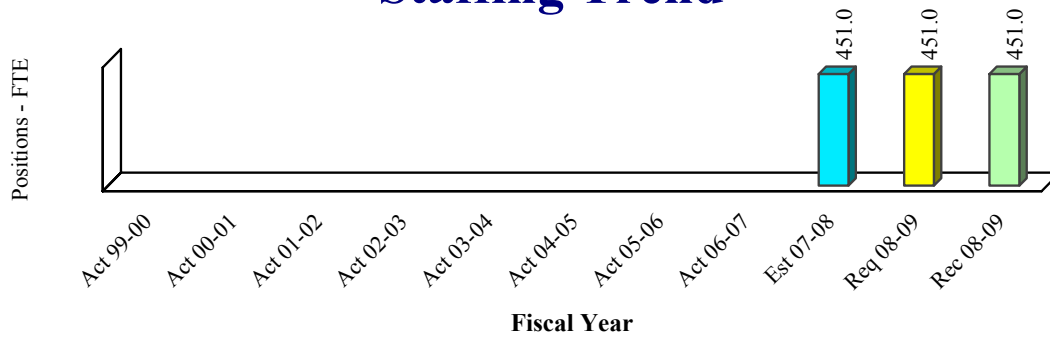 Staffing Trend
451.0
451.0
451.0
Positions - FTE
Act 99-00
Act 00-01
Act 01-02
Act 02-03
Act 03-04
Act 04-05
Act 05-06
Act 06-07
Est 07-08
Req 08-09
Rec 08-09
Fiscal Year